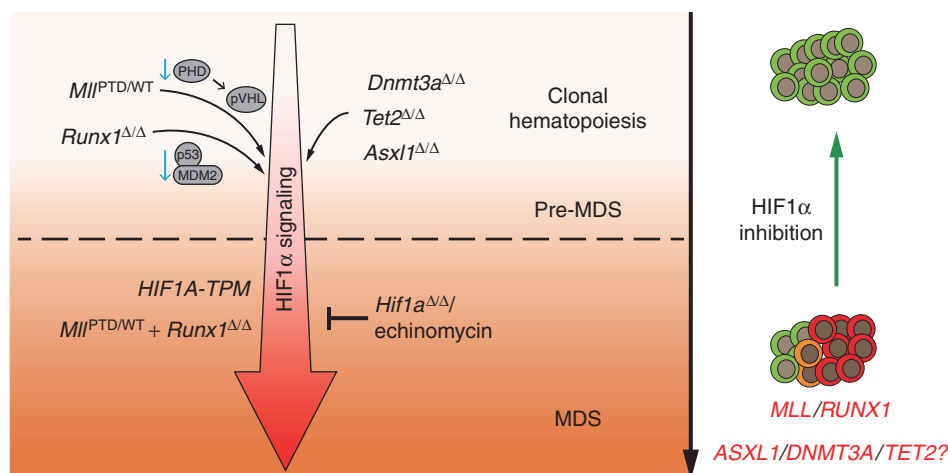 PHD
pVHL
Mll^PTD/WT
Runx1^Δ/Δ
p53
MDM2
Dnmt3a^Δ/Δ
Tet2^Δ/Δ
Asxl1^Δ/Δ
Clonal
hematopoiesis
Pre-MDS
HIF1α signaling
HIF1A-TPM
Mll^PTD/WT + Runx1^Δ/Δ
Hif1a^Δ/Δ/
echinomycin
MDS
HIF1α
inhibition
MLL/RUNX1
ASXL1/DNMT3A/TET2?